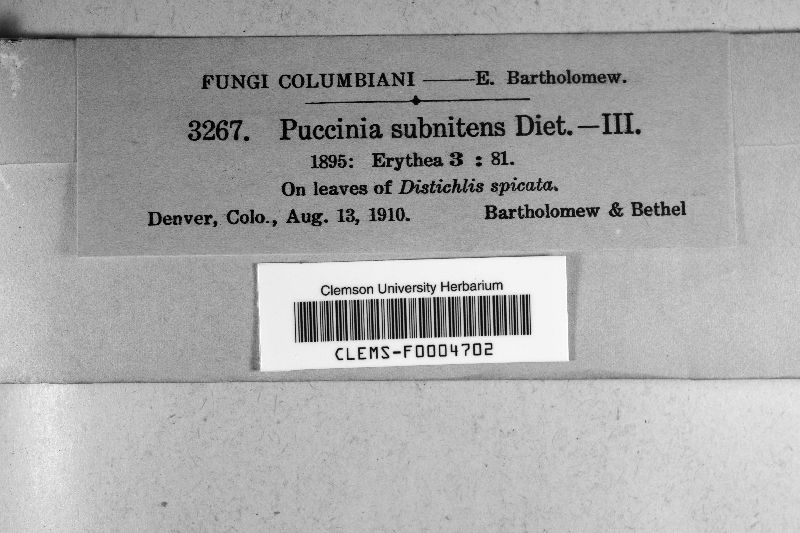 FUNGI COLUMBIANI ——E. Bartholomew.
3267. Puccinia subnitens Diet.—III.
1895: Erythea 3 : 81.
On leaves of Distichlis spicata.
Denver, Colo., Aug. 13, 1910. Bartholomew & Bethel
Clemson University Herbarium
CLEMS-F0004702